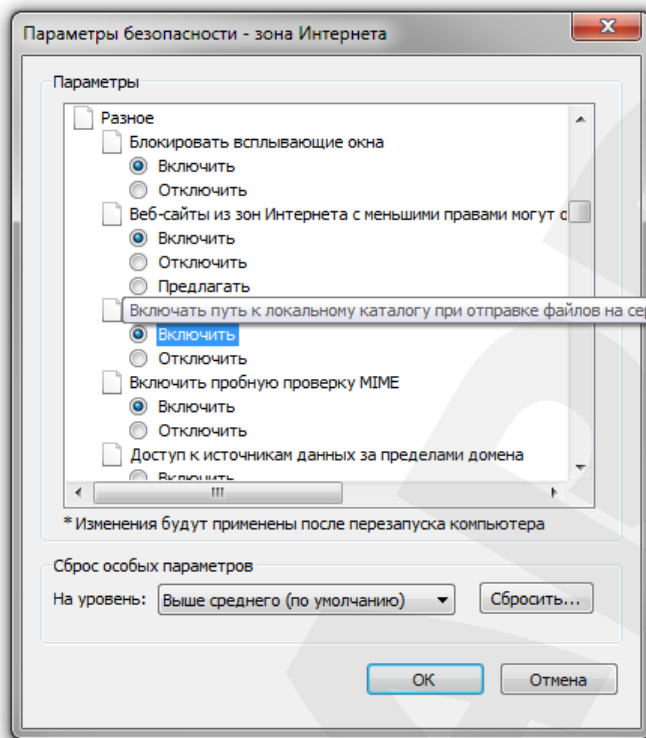 Параметры безопасности - зона Интернета
Параметры
Разное
Блокировать всплывающие окна
Включить
Отключить
Веб-сайты из зон Интернета с меньшими правами могут
Включить
Отключить
Предлагать
Включать путь к локальному каталогу при отправке файлов на
Включить
Отключить
Включить пробную проверку MIME
Включить
Отключить
Доступ к источникам данных за пределами домена
Включить
* Изменения будут применены после перезапуска компьютера
Сброс особых параметров
На уровень: Выше среднего (по умолчанию) Сбросить...
OK Отмена